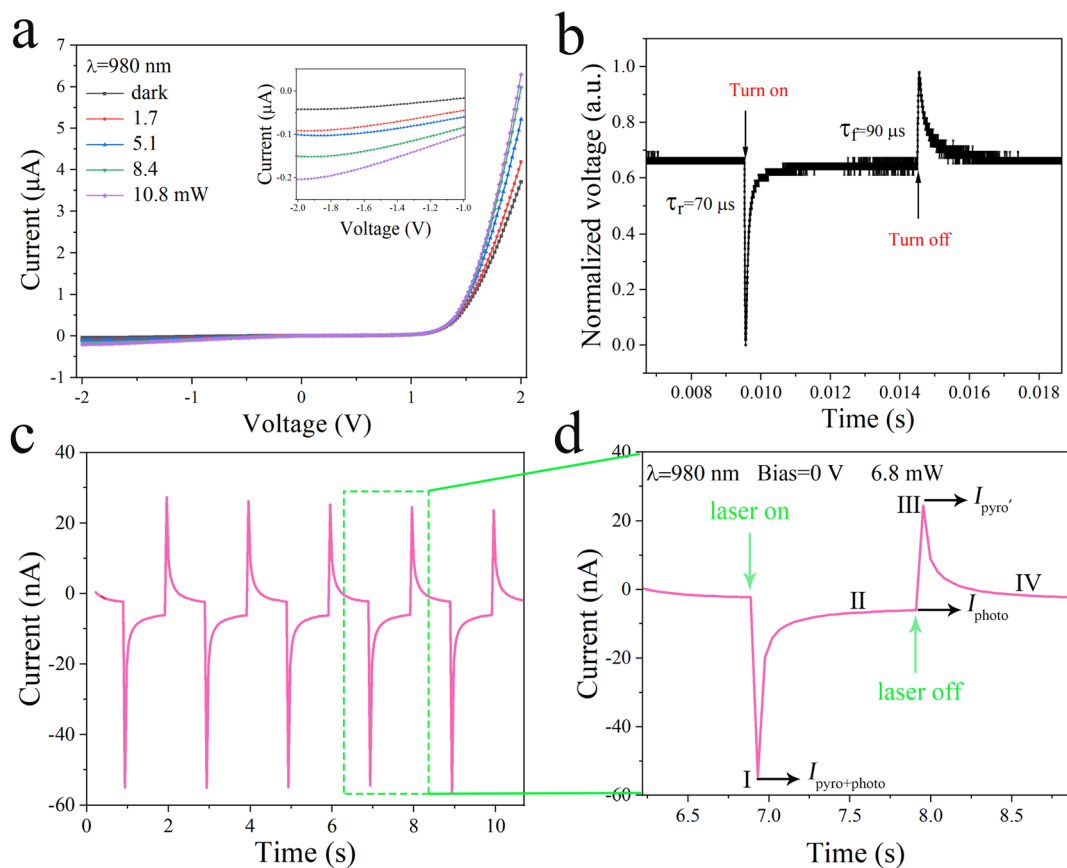 a
λ=980 nm
dark
1.7
5.1
8.4
10.8 mW
7
6
5
4
3
2
1
0
-1
Current (μA)
-2
-1
0
1
2
Voltage (V)
0.0
-0.1
-0.2
Current (μA)
-2.0
-1.8
-1.6
-1.4
-1.2
-1.0
Voltage (V)
b
1.0
0.8
0.6
0.4
0.2
0.0
Normalized voltage (a.u.)
Turn on
τf=90 μs
τr=70 μs
Turn off
0.008
0.010
0.012
0.014
0.016
0.018
Time (s)
c
40
20
0
-20
-40
-60
Current (nA)
0
2
4
6
8
10
Time (s)
d
40
20
0
-20
-40
-60
Current (nA)
λ=980 nm Bias=0 V 6.8 mW
laser on
III
Ipyro′
II
IV
Iphoto
laser off
I
Ipyro+photo
6.5
7.0
7.5
8.0
8.5
Time (s)